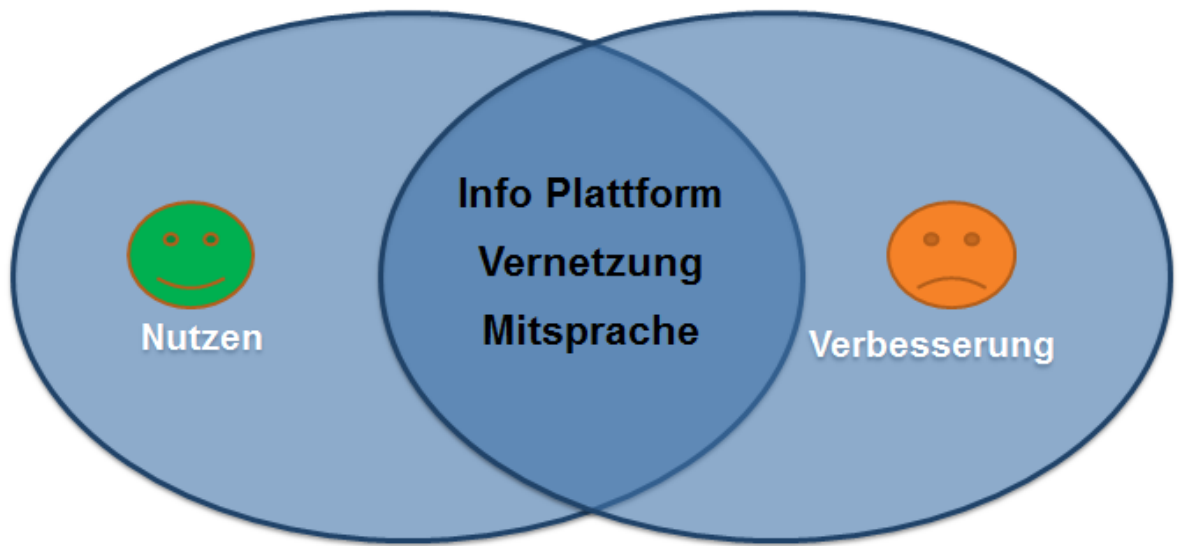 Info Plattform
Vernetzung
Mitsprache
Nutzen
Verbesserung